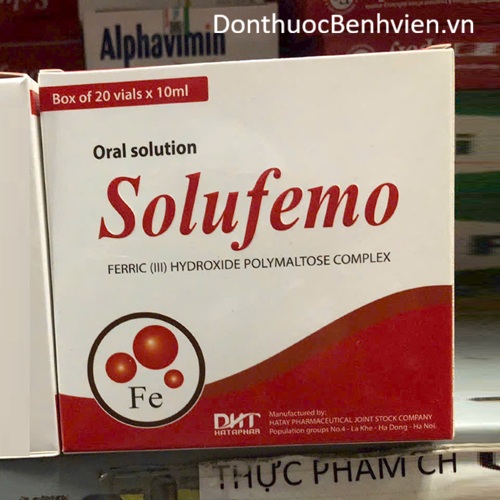 DonthuocBenhvien.vn
Alphavimin
Box of 20 vials x 10ml
Oral solution
Solufemo
FERRIC (III) HYDROXIDE POLYMALTOSE COMPLEX
Fe
DHT
HATAPHAR
Manufactured by:
HATAY PHARMACEUTICAL JOINT STOCK COMPANY
Population groups No.4 - La Khe - Ha Dong - Ha Noi.
THỰC PHẨM CH